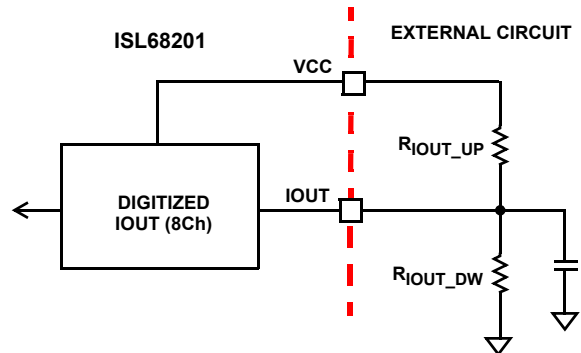 ISL68201
EXTERNAL CIRCUIT
VCC
RIOUT_UP
DIGITIZED
IOUT (8Ch)
IOUT
RIOUT_DW